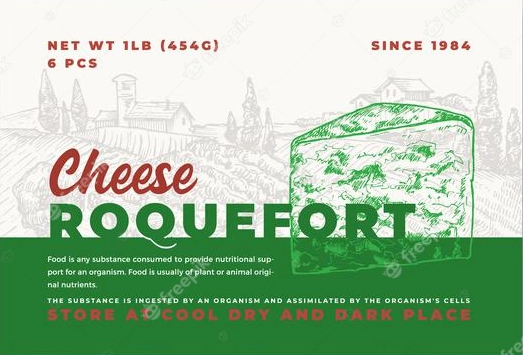 NET WT 1LB (454G)
6 PCS
SINCE 1984
Cheese
ROQUEFORT
Food is any substance consumed to provide nutritional sup-
port for an organism. Food is usually of plant or animal origi-
nal nutrients.
THE SUBSTANCE IS INGESTED BY AN ORGANISM AND ASSIMILATED BY THE ORGANISM'S CELLS
STORE AT COOL DRY AND DARK PLACE
freepik